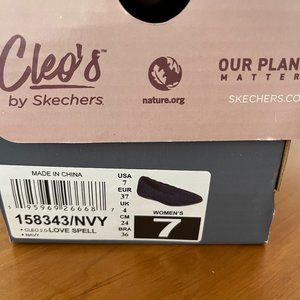 Cleo's
by Skechers
nature.org
OUR PLAN
MATTER
SKECHERS.CO
MADE IN CHINA
USA
7
EUR
37
UK
4
CM
24
BRA
36
158343/NVY
• CLEO 2.0-LOVE SPELL
• NAVY
WOMEN'S
7